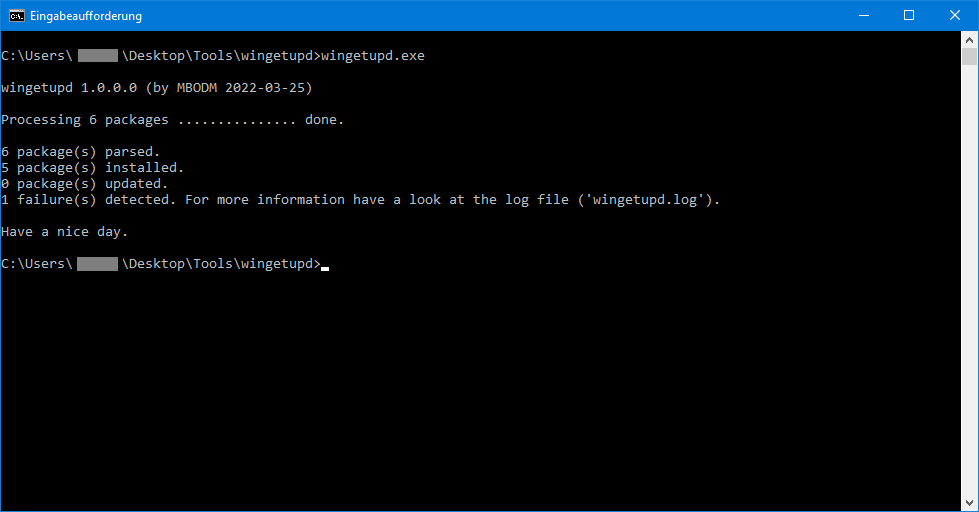 Eingabeaufforderung
C:\Users\ \Desktop\Tools\wingetupd>wingetupd.exe
wingetupd 1.0.0.0 (by MBODM 2022-03-25)
Processing 6 packages ............... done.
6 package(s) parsed.
5 package(s) installed.
0 package(s) updated.
1 failure(s) detected. For more information have a look at the log file ('wingetupd.log').
Have a nice day.
C:\Users\ \Desktop\Tools\wingetupd>